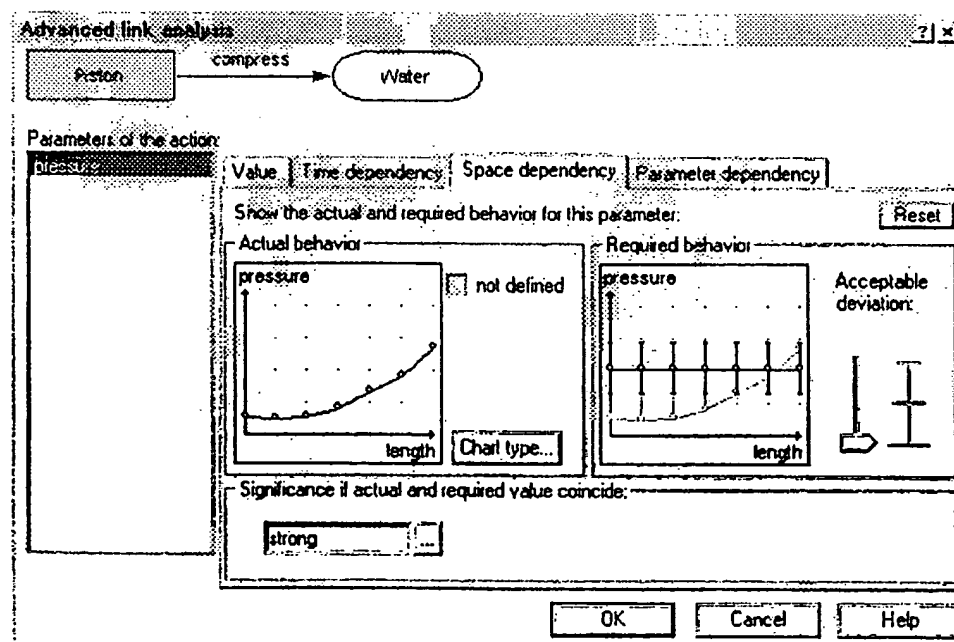 Advanced link analysis
? ×
compress
Piston
Water
Parameters of the action:
pressure
Value
Time dependency
Space dependency
Parameter dependency
Show the actual and required behavior for this parameter:
Reset
Actual behavior
pressure
not defined
length
Chart type...
Required behavior
pressure
length
Acceptable
deviation:
Significance if actual and required value coincide:
strong
...
OK
Cancel
Help